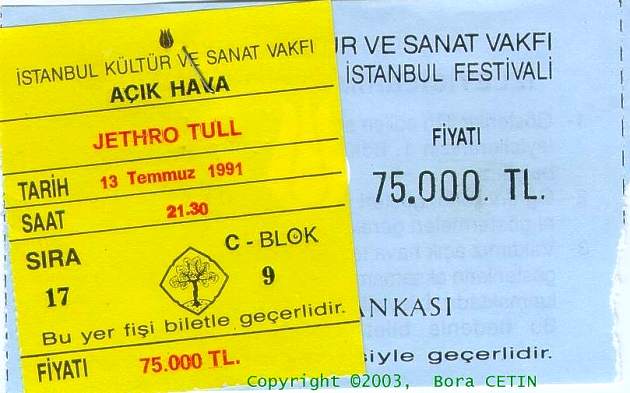 İSTANBUL KÜLTÜR VE SANAT VAKFI
AÇIK HAVA
JETHRO TULL
TARİH 13 Temmuz 1991
SAAT 21.30
SIRA C - BLOK
17 9
Bu yer fişi biletle geçerlidir.
FİYATI 75.000 TL.
ÜR VE SANAT VAKFI
İSTANBUL FESTİVALİ
FİYATI
75.000. TL.
ANKASI
siyle geçerlidir.
Copyright ©2003, Bora CETIN